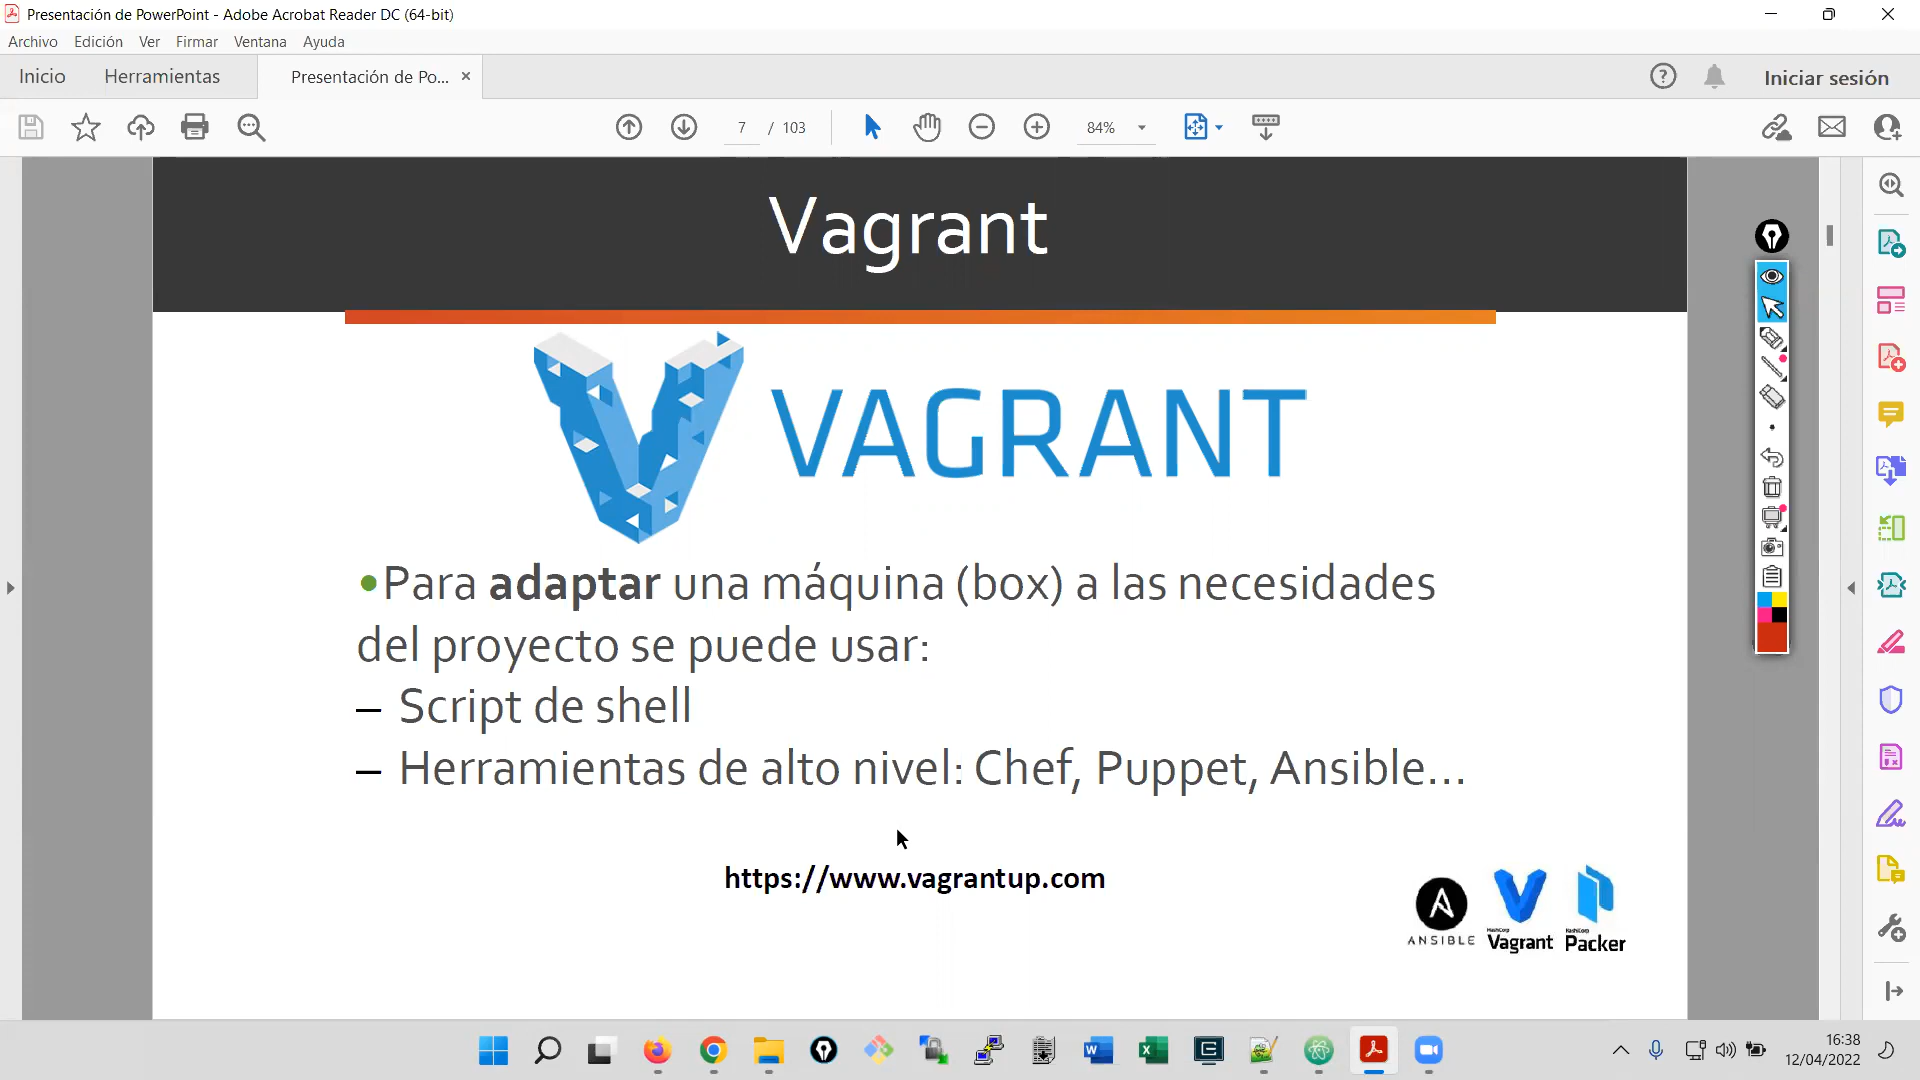 Presentación de PowerPoint - Adobe Acrobat Reader DC (64-bit)
Archivo Edición Ver Firmar Ventana Ayuda
Inicio Herramientas Presentación de Po... Iniciar sesión
7 / 103 84%
Vagrant
VAGRANT
•Para adaptar una máquina (box) a las necesidades
del proyecto se puede usar:
– Script de shell
– Herramientas de alto nivel: Chef, Puppet, Ansible...
https://www.vagrantup.com
ANSIBLE
HashiCorp
Vagrant
HashiCorp
Packer
16:38
12/04/2022